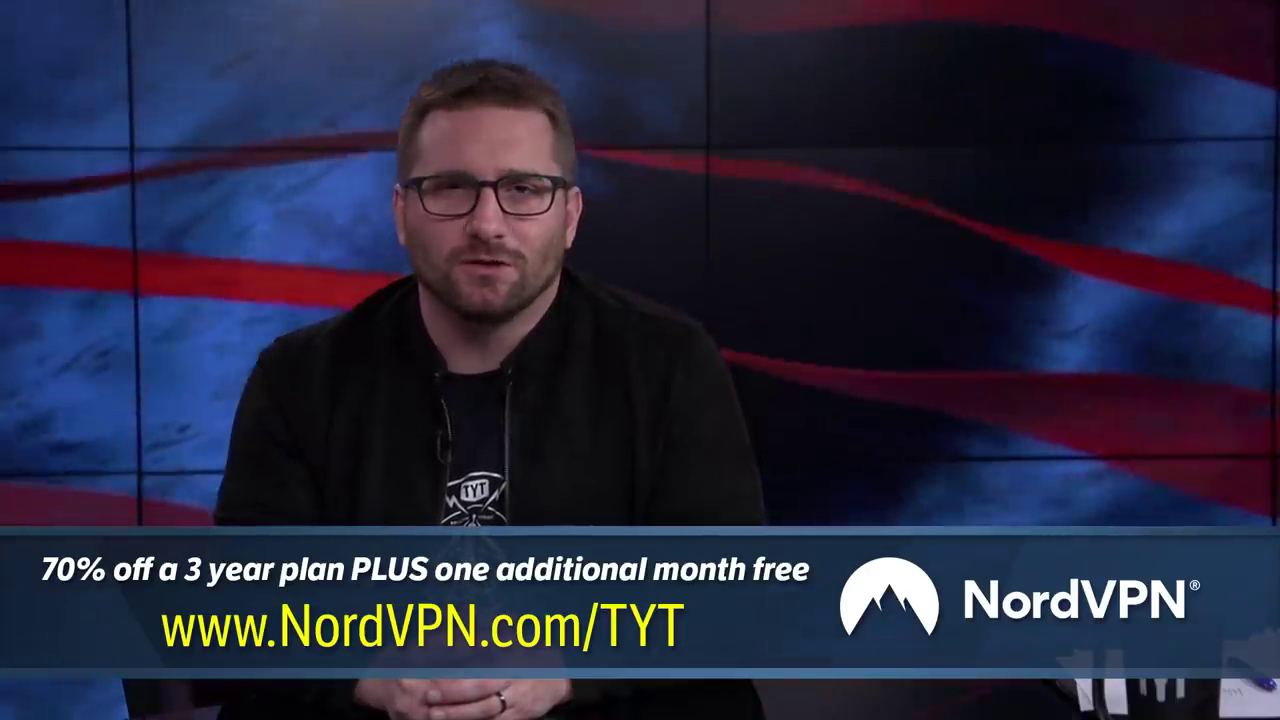 TYT
70% off a 3 year plan PLUS one additional month free
www.NordVPN.com/TYT
NordVPN®